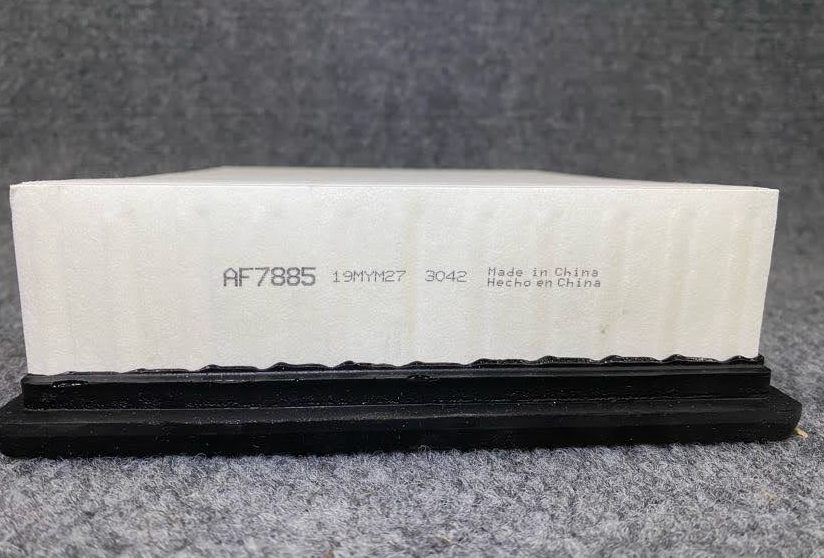 AF7885 19MYM27 3042 Made in China
Hecho en China